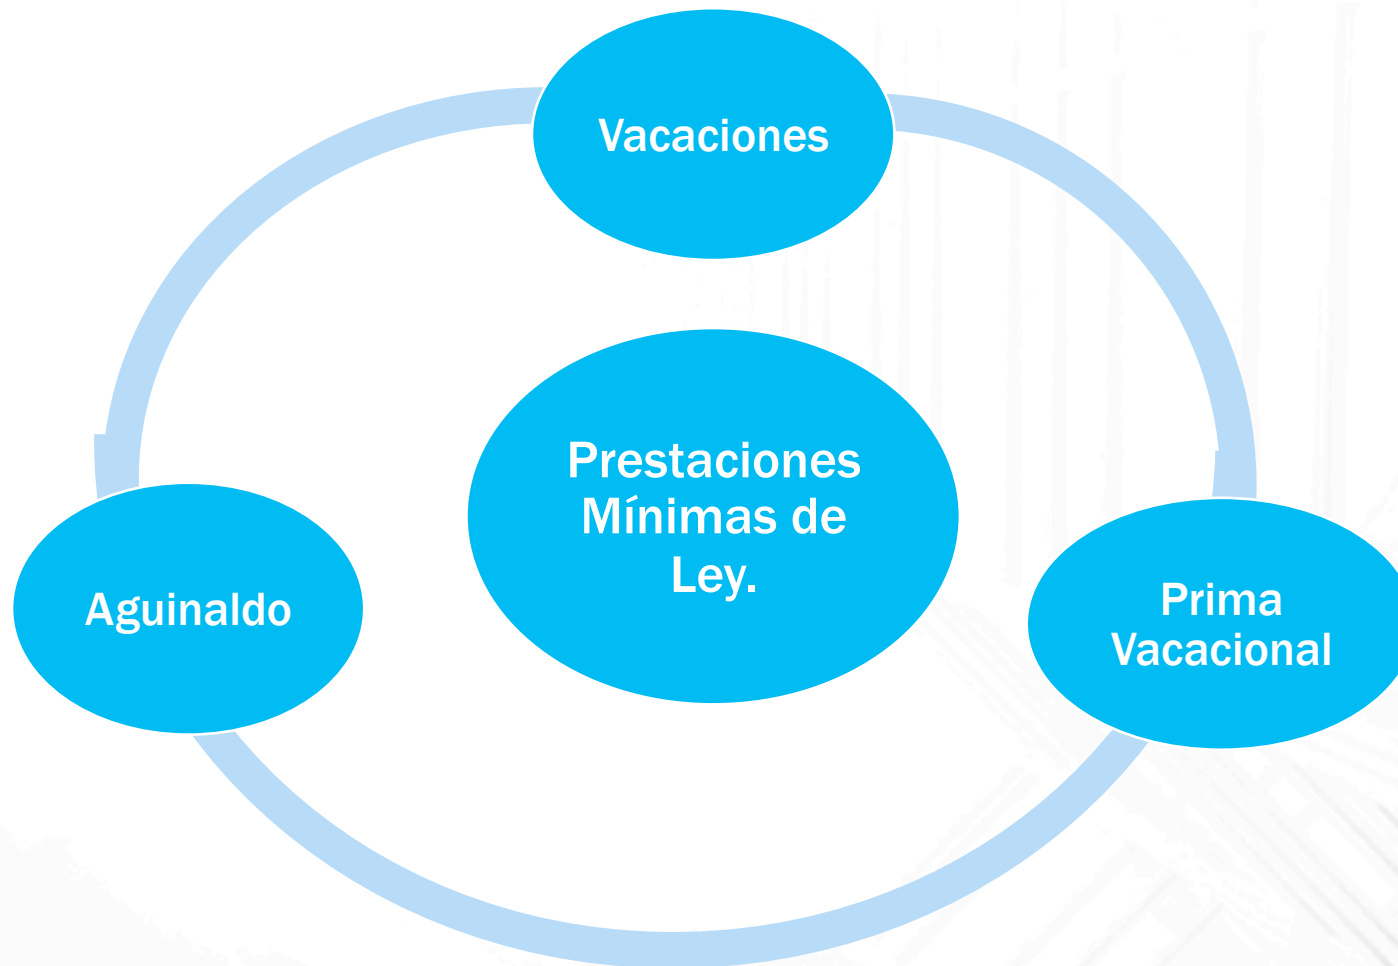 Vacaciones
Prestaciones
Mínimas de
Ley.
Aguinaldo
Prima
Vacacional